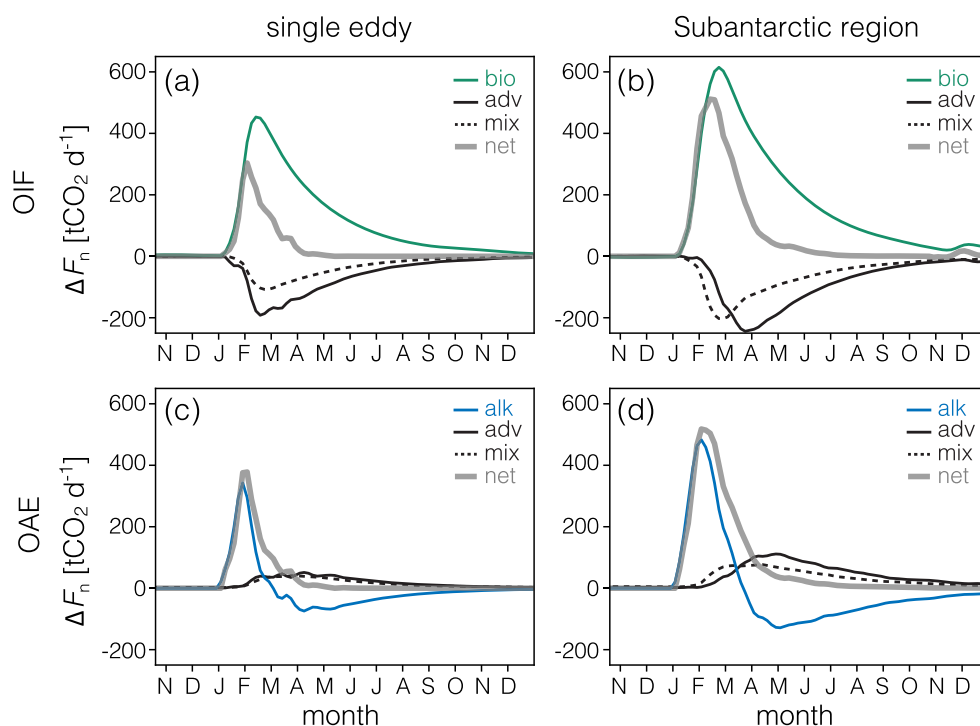 single eddy
Subantarctic region
OIF
ΔFn [tCO2 d-1]
600
400
200
0
-200
(a)
bio
adv
mix
net
N D J F M A M J J A S O N D
600
400
200
0
-200
(b)
bio
adv
mix
net
N D J F M A M J J A S O N D
OAE
ΔFn [tCO2 d-1]
600
400
200
0
-200
(c)
alk
adv
mix
net
N D J F M A M J J A S O N D
month
600
400
200
0
-200
(d)
alk
adv
mix
net
N D J F M A M J J A S O N D
month